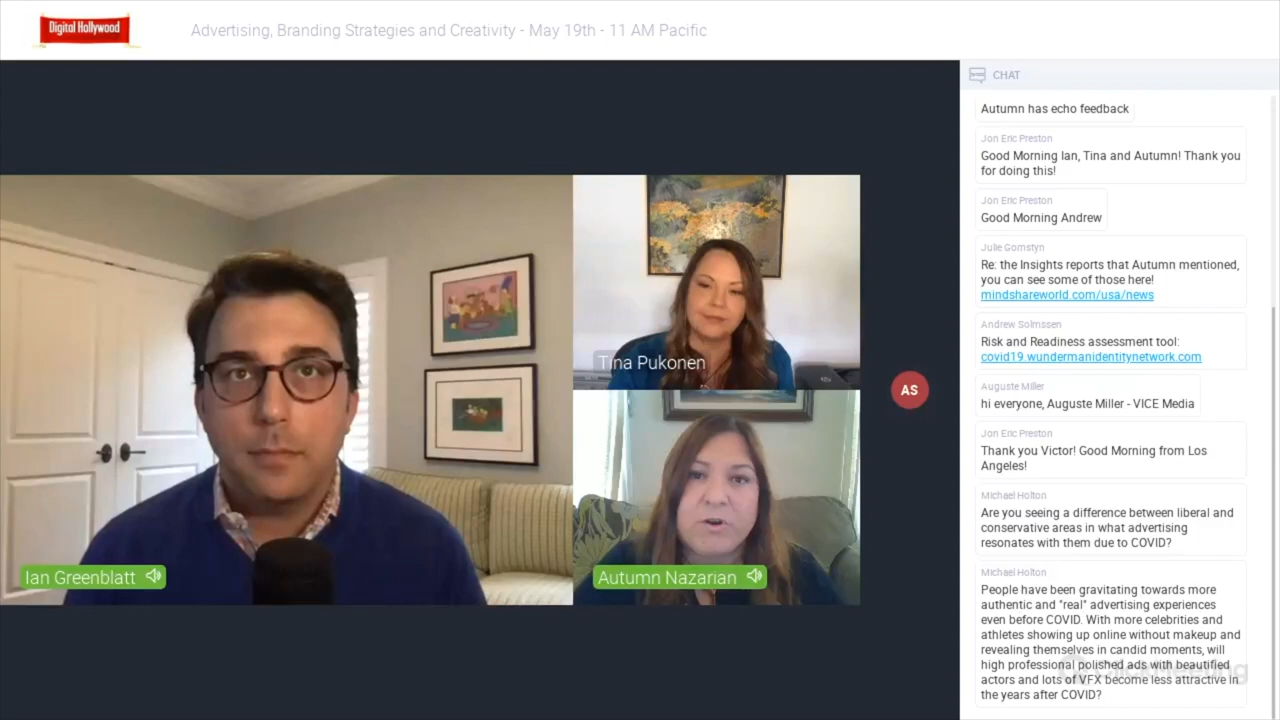 Digital Hollywood
Advertising, Branding Strategies and Creativity - May 19th - 11 AM Pacific
CHAT
Autumn has echo feedback
Jon Eric Preston
Good Morning Ian, Tina and Autumn! Thank you
for doing this!
Jon Eric Preston
Good Morning Andrew
Julie Gomstyn
Re: the Insights reports that Autumn mentioned,
you can see some of those here!
mindshareworld.com/usa/news
Andrew Solmssen
Risk and Readiness assessment tool:
covid19.wundermanidentitynetwork.com
Auguste Miller
hi everyone, Auguste Miller - VICE Media
Jon Eric Preston
Thank you Victor! Good Morning from Los
Angeles!
Michael Holton
Are you seeing a difference between liberal and
conservative areas in what advertising
resonates with them due to COVID?
Michael Holton
People have been gravitating towards more
authentic and "real" advertising experiences
even before COVID. With more celebrities and
athletes showing up online without makeup and
revealing themselves in candid moments, will
high professional polished ads with beautified
actors and lots of VFX become less attractive in
the years after COVID?
Tina Pukonen
AS
Ian Greenblatt
Autumn Nazarian